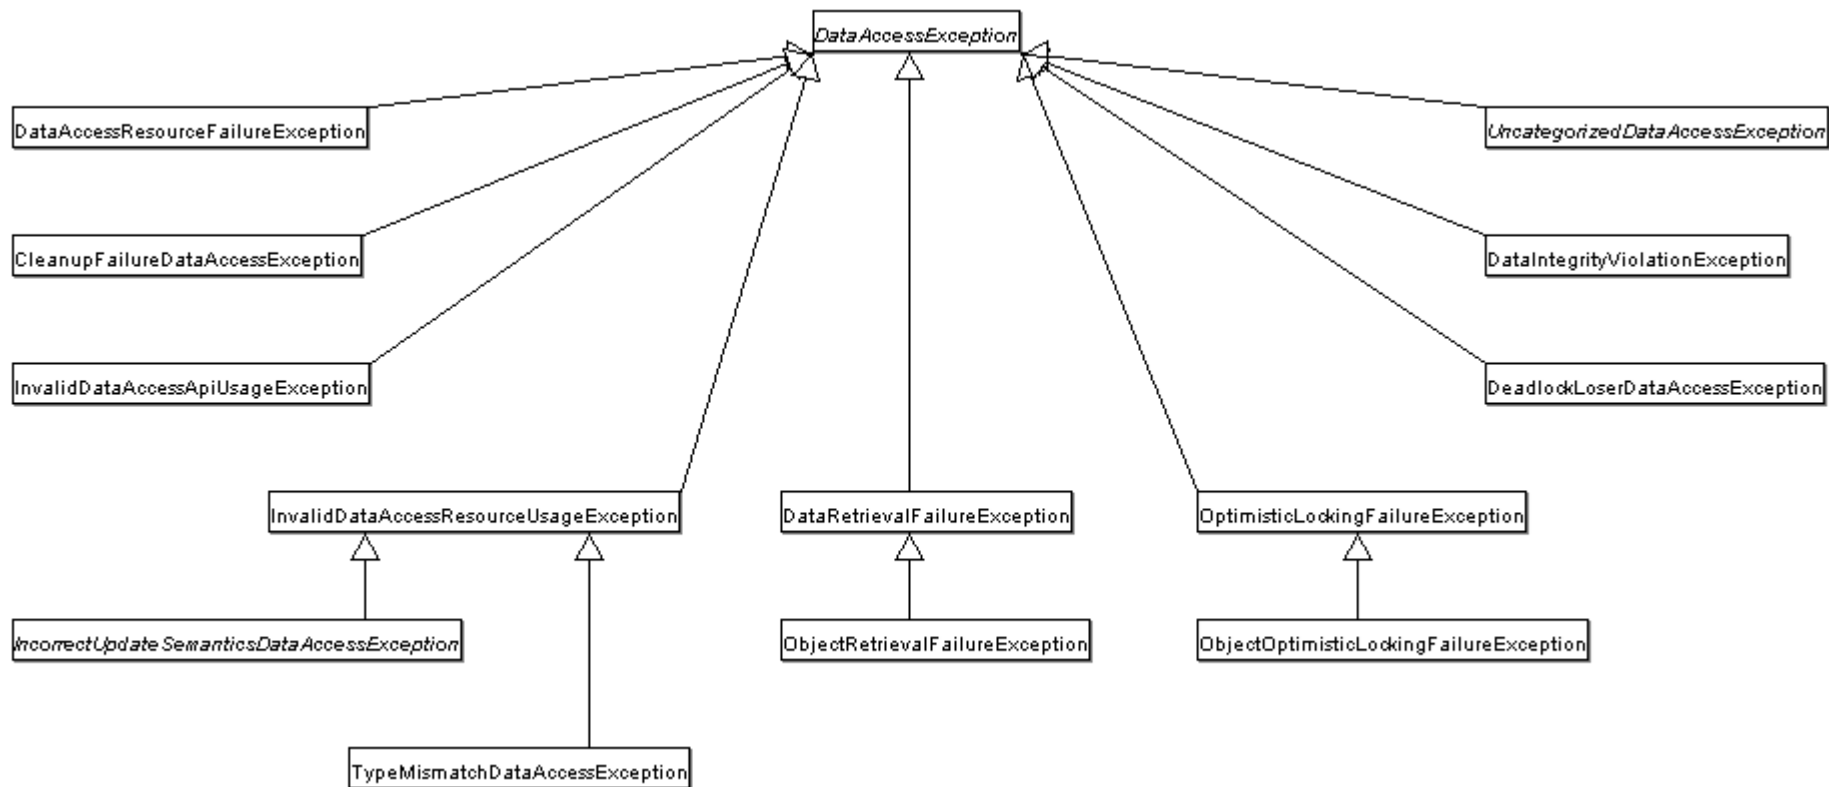 DataAccessException
DataAccessResourceFailureException
UncategorizedDataAccessException
CleanupFailureDataAccessException
DataIntegrityViolationException
InvalidDataAccessApiUsageException
DeadlockLoserDataAccessException
InvalidDataAccessResourceUsageException
DataRetrievalFailureException
OptimisticLockingFailureException
IncorrectUpdateSemanticsDataAccessException
ObjectRetrievalFailureException
ObjectOptimisticLockingFailureException
TypeMismatchDataAccessException